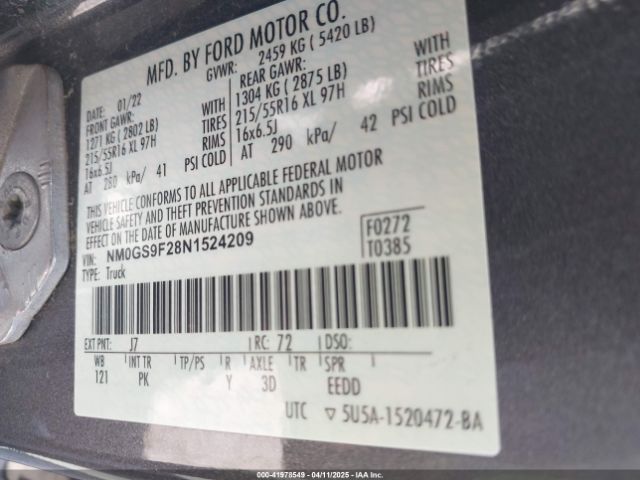 MFD. BY FORD MOTOR CO.
GVWR: 2459 KG ( 5420 LB)
DATE: 01/22
FRONT GAWR: WITH
1271 KG ( 2802 LB) TIRES
215/55R16 XL 97H RIMS
16x6.5J PSI COLD
AT 280 kPa/ 41
REAR GAWR: WITH
1304 KG ( 2875 LB) TIRES
215/55R16 XL 97H RIMS
16x6.5J
AT 290 kPa/ 42 PSI COLD
THIS VEHICLE CONFORMS TO ALL APPLICABLE FEDERAL MOTOR
VEHICLE SAFETY AND THEFT PREVENTION STANDARDS IN
EFFECT ON THE DATE OF MANUFACTURE SHOWN ABOVE.
VIN: NM0GS9F28N1524209
TYPE: Truck
F0272
T0385
EXT PNT: J7 RC: 72 DSO:
WB INT TR TP/PS R AXLE TR SPR
121 PK Y 3D EEDD
UTC ▽ 5U5A-1520472-BA
000-41978549 - 04/11/2025 - IAA, Inc.